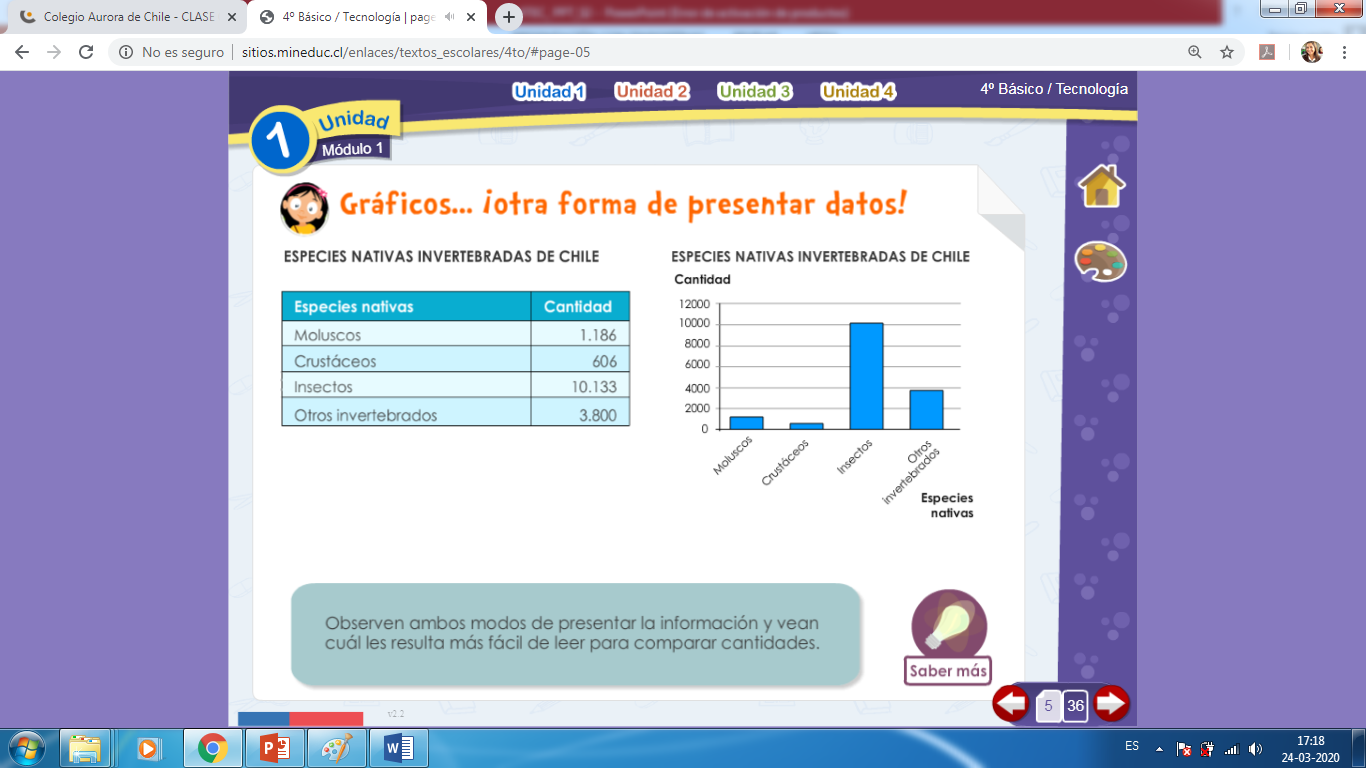 Colegio Aurora de Chile - CLASE
4º Básico / Tecnología | page
No es seguro
sitios.mineduc.cl/enlaces/textos_escolares/4to/#page-05
Unidad 1
Unidad 2
Unidad 3
Unidad 4
4º Básico / Tecnología
1
Unidad
Módulo 1
Gráficos... ¡otra forma de presentar datos!
ESPECIES NATIVAS INVERTEBRADAS DE CHILE
Especies nativas Cantidad
Moluscos 1.186
Crustáceos 606
Insectos 10.133
Otros invertebrados 3.800
ESPECIES NATIVAS INVERTEBRADAS DE CHILE
Cantidad
12000
10000
8000
6000
4000
2000
0
Moluscos
Crustáceos
Insectos
Otros
invertebrados
Especies
nativas
Observen ambos modos de presentar la información y vean
cuál les resulta más fácil de leer para comparar cantidades.
Saber más
5 36
v2.2
ES
17:18
24-03-2020